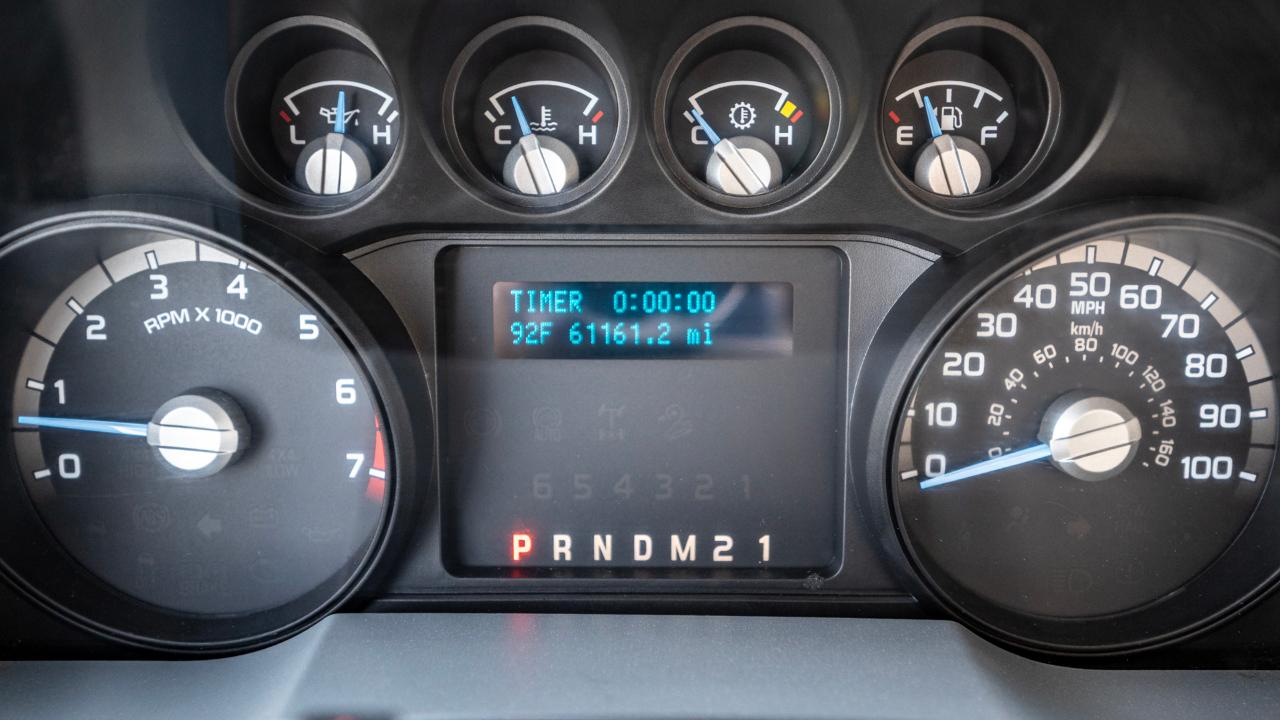 L H
C H
C H
E F
0 1 2 3 4 5 6 7
RPM X 1000
TIMER 0:00:00
92F 61161.2 mi
6 5 4 3 2 1
P R N D M 2 1
0 10 20 30 40 50 60 70 80 90 100
MPH
km/h
0 20 40 60 80 100 120 140 160